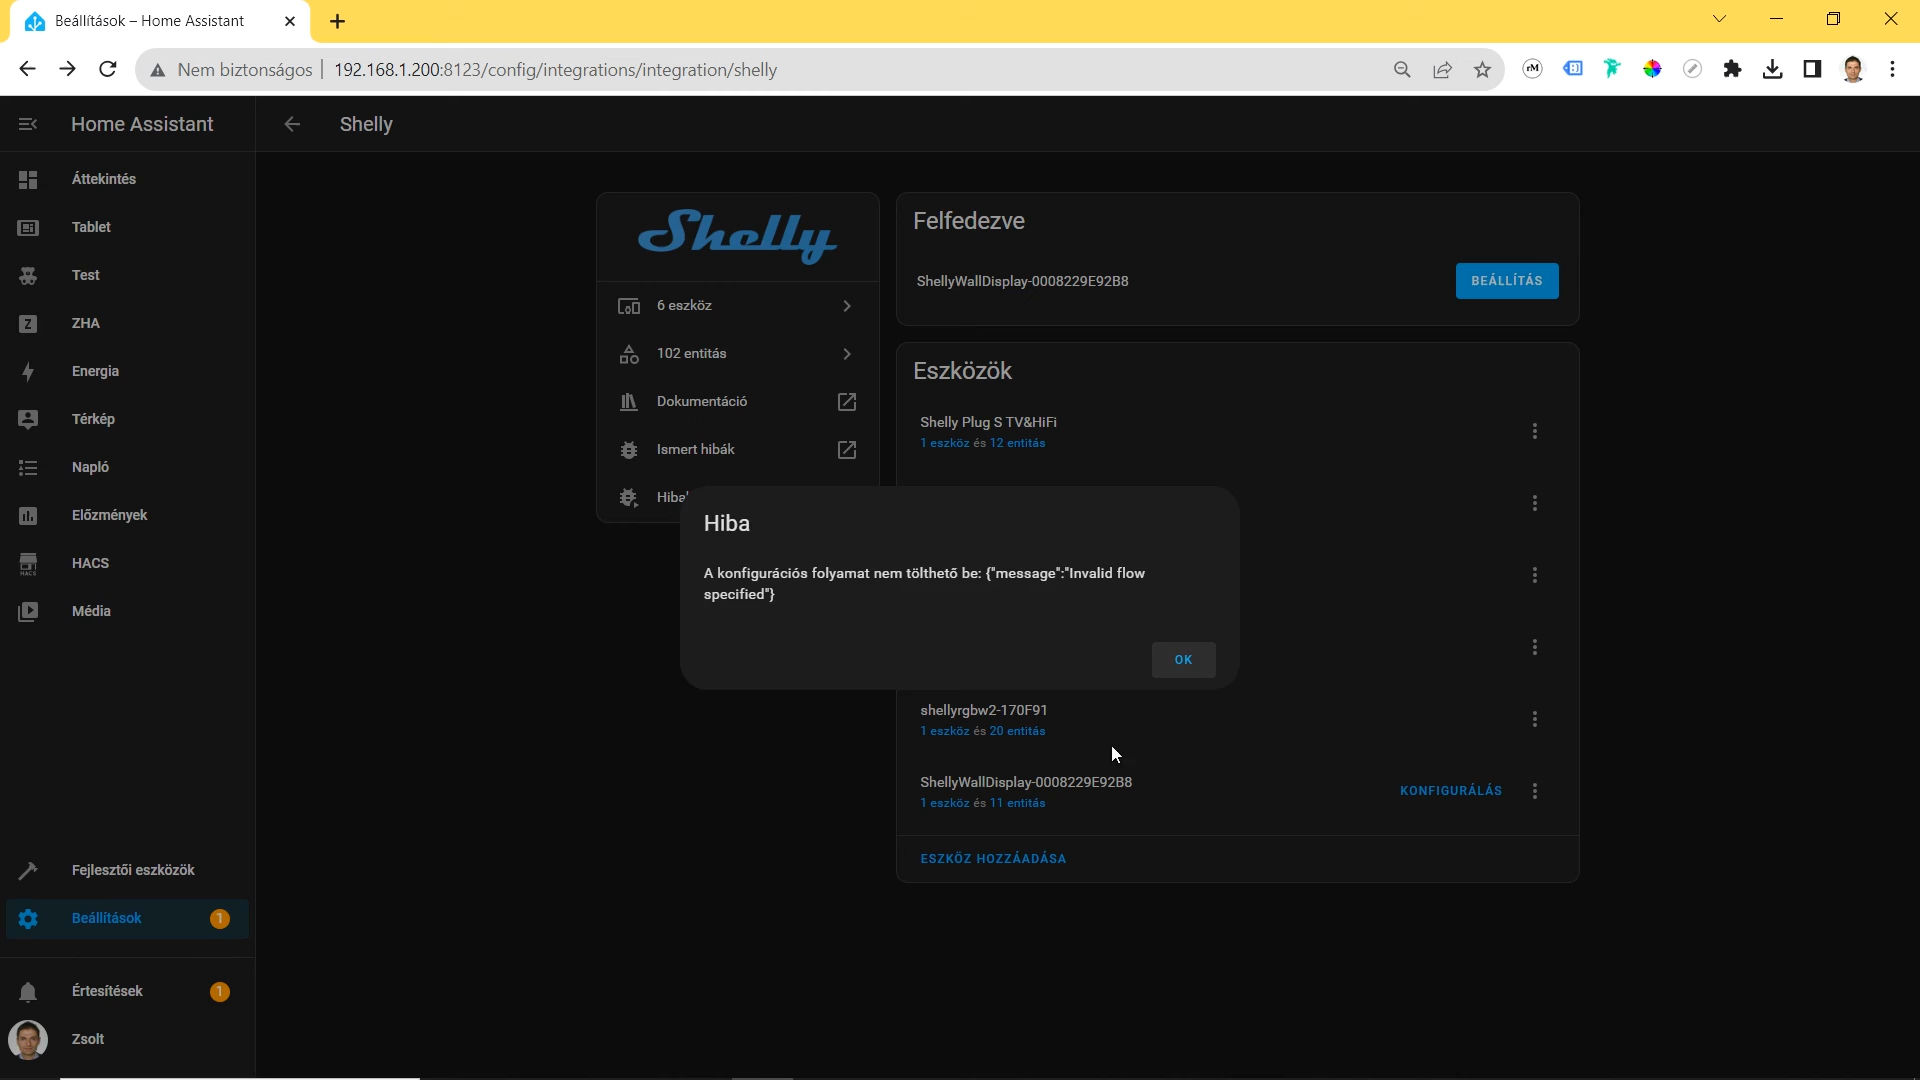 Beállítások – Home Assistant
Nem biztonságos
192.168.1.200:8123/config/integrations/integration/shelly
rM
Home Assistant
Shelly
Áttekintés
Tablet
Test
Z
ZHA
Energia
Térkép
Napló
Előzmények
HACS
HACS
Média
Fejlesztői eszközök
Beállítások
1
Értesítések
1
Zsolt
Shelly
6 eszköz
102 entitás
Dokumentáció
Ismert hibák
Felfedezve
ShellyWallDisplay-0008229E92B8
BEÁLLÍTÁS
Eszközök
Shelly Plug S TV&HiFi
1 eszköz és 12 entitás
Hiba
A konfigurációs folyamat nem tölthető be: {"message":"Invalid flow
specified"}
OK
shellyrgbw2-170F91
1 eszköz és 20 entitás
ShellyWallDisplay-0008229E92B8
1 eszköz és 11 entitás
KONFIGURÁLÁS
ESZKÖZ HOZZÁADÁSA